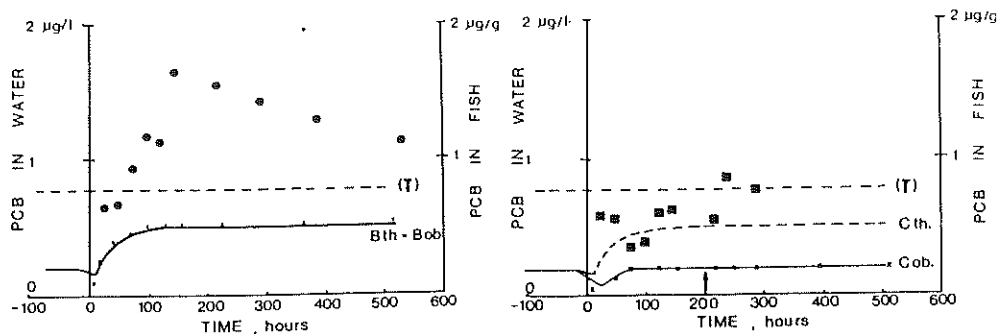 2 µg/l
2 µg/g
PCB IN WATER
PCB IN FISH
1
1
(T)
Bth - Bob
0
0
-100 0 100 200 300 400 500 600
TIME , hours
2 µg/l.
2 µg/g
PCB IN WATER
PCB IN FISH
1
1
(T)
Cth.
Cob.
0
0
-100 0 100 200 300 400 500 600
TIME , hours